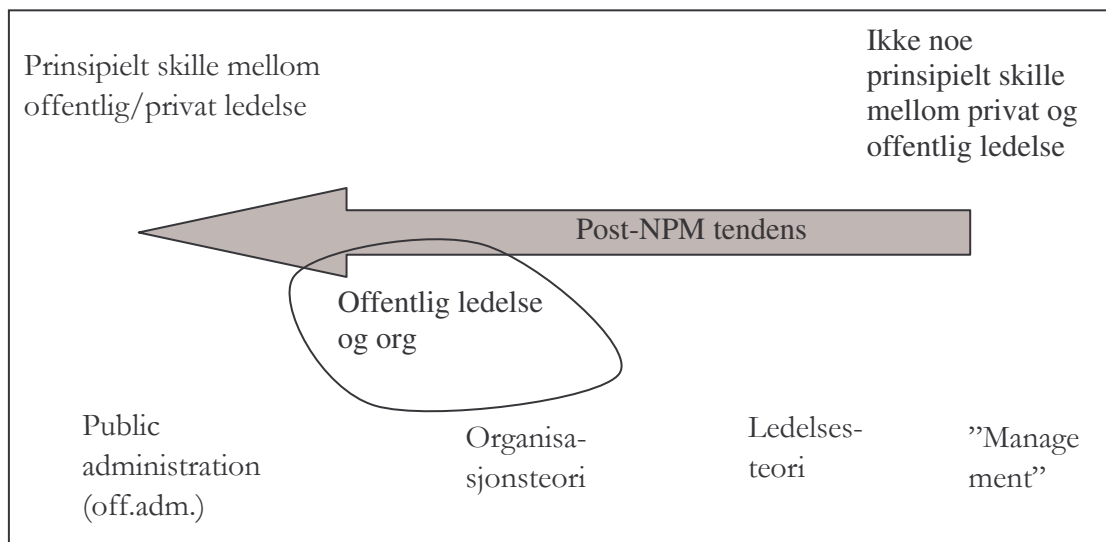 Prinsipielt skille mellom
offentlig/privat ledelse
Ikke noe
prinsipielt skille
mellom privat og
offentlig ledelse
Post-NPM tendens
Offentlig ledelse
og org
Public
administration
(off.adm.)
Organisa-
sjonsteori
Ledelses-
teori
”Manage
ment”